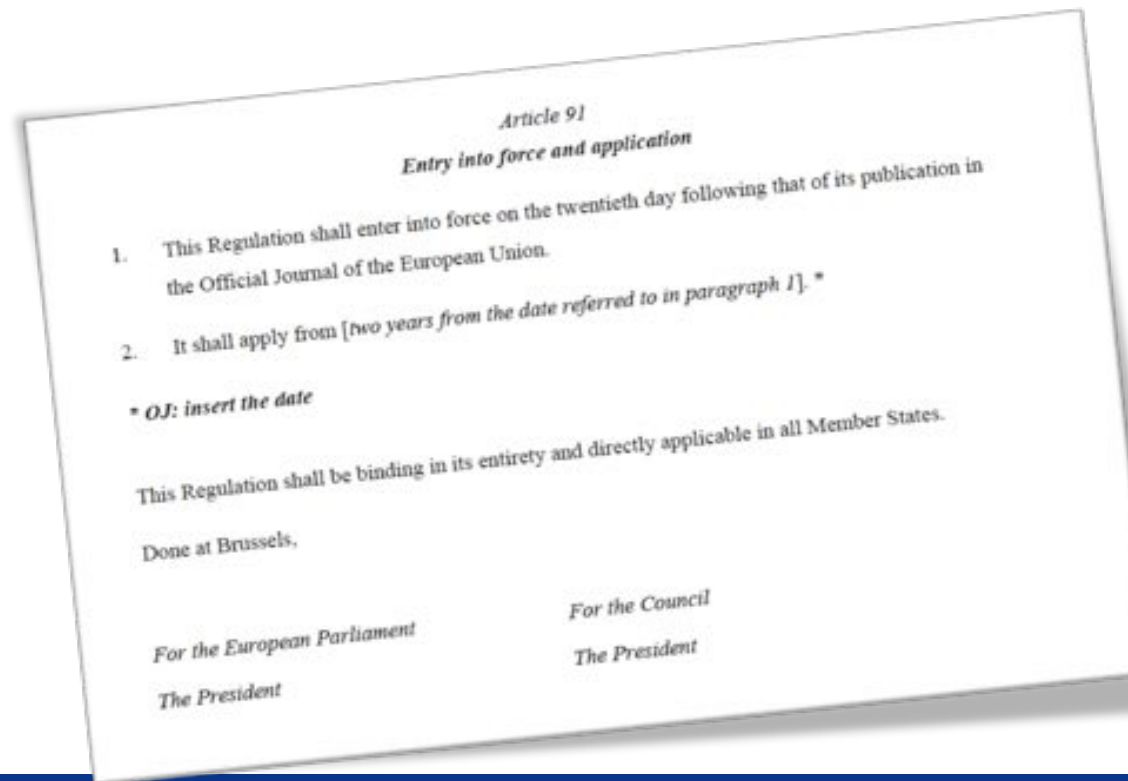 Article 91
Entry into force and application
1. This Regulation shall enter into force on the twentieth day following that of its publication in
the Official Journal of the European Union.
2. It shall apply from [two years from the date referred to in paragraph 1]. *
* OJ: insert the date
This Regulation shall be binding in its entirety and directly applicable in all Member States.
Done at Brussels,
For the European Parliament For the Council
The President The President